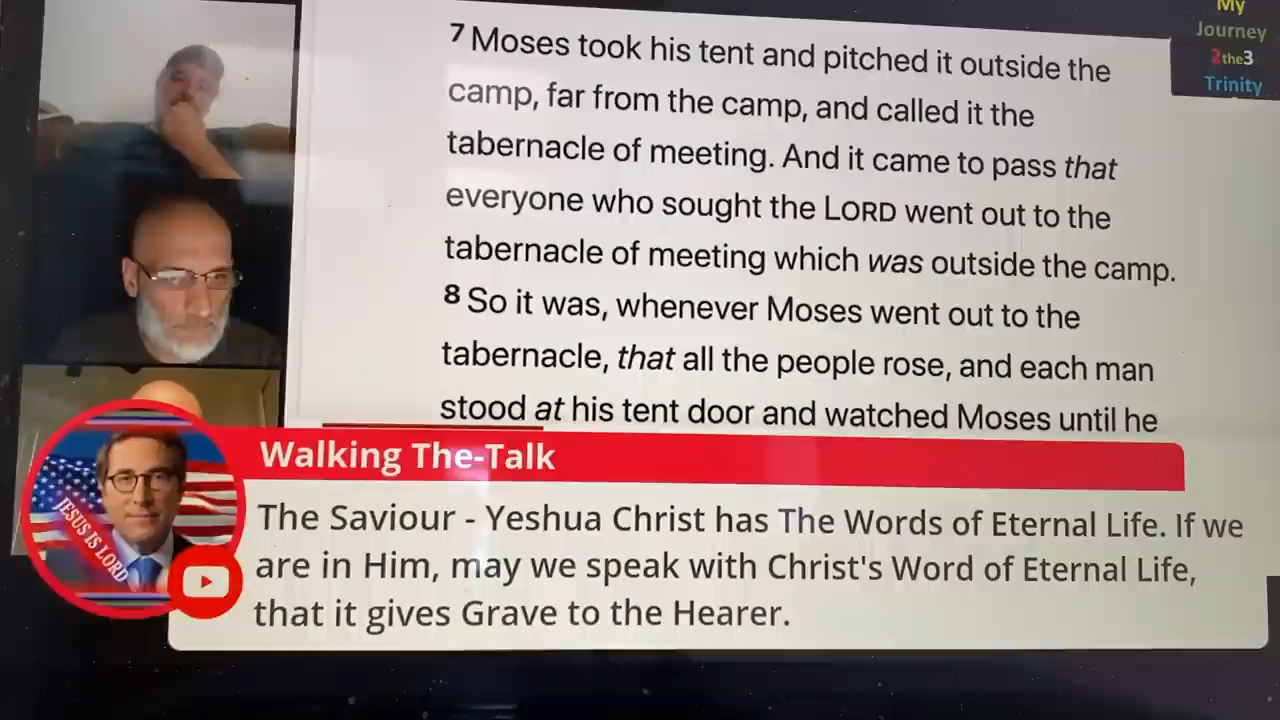 My
Journey
2the3
Trinity
7 Moses took his tent and pitched it outside the
camp, far from the camp, and called it the
tabernacle of meeting. And it came to pass that
everyone who sought the LORD went out to the
tabernacle of meeting which was outside the camp.
8 So it was, whenever Moses went out to the
tabernacle, that all the people rose, and each man
stood at his tent door and watched Moses until he
Walking The-Talk
JESUS IS LORD
The Saviour - Yeshua Christ has The Words of Eternal Life. If we
are in Him, may we speak with Christ's Word of Eternal Life,
that it gives Grave to the Hearer.